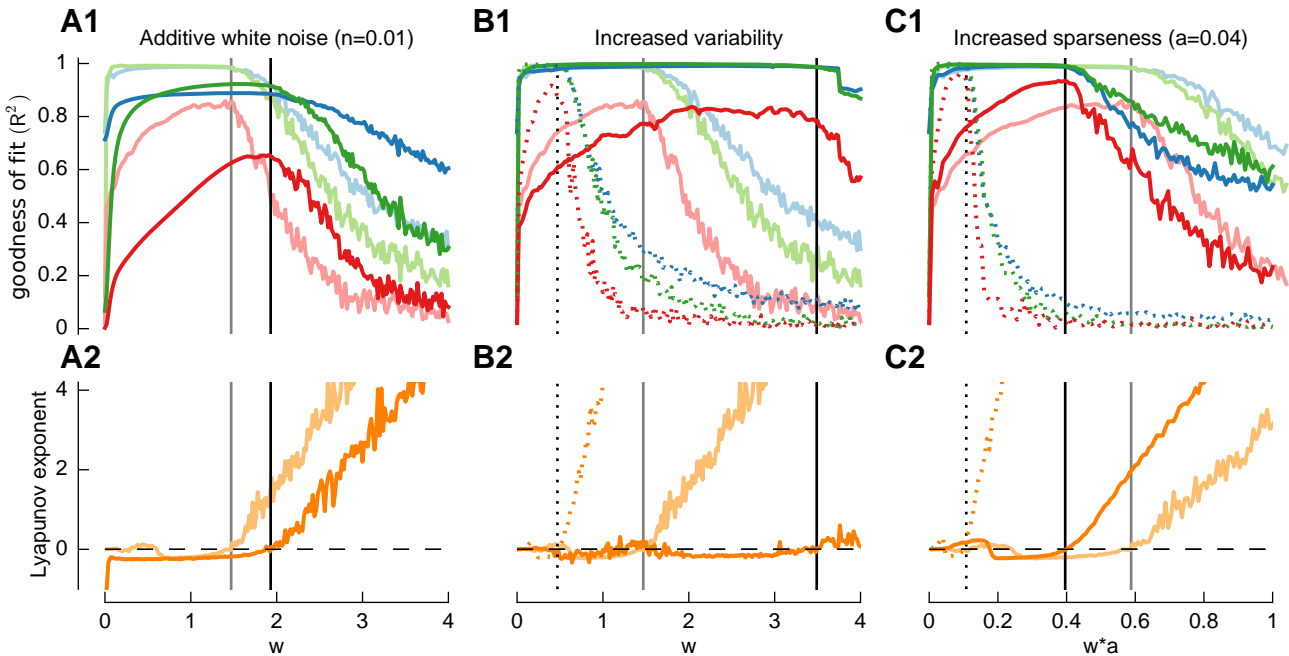 A1
B1
C1
Additive white noise (n=0.01)
Increased variability
Increased sparseness (a=0.04)
goodness of fit (R²)
1
0.8
0.6
0.4
0.2
0
A2
B2
C2
Lyapunov exponent
4
2
0
0 1 2 3 4
0 1 2 3 4
0 0.2 0.4 0.6 0.8 1
w
w
w*a